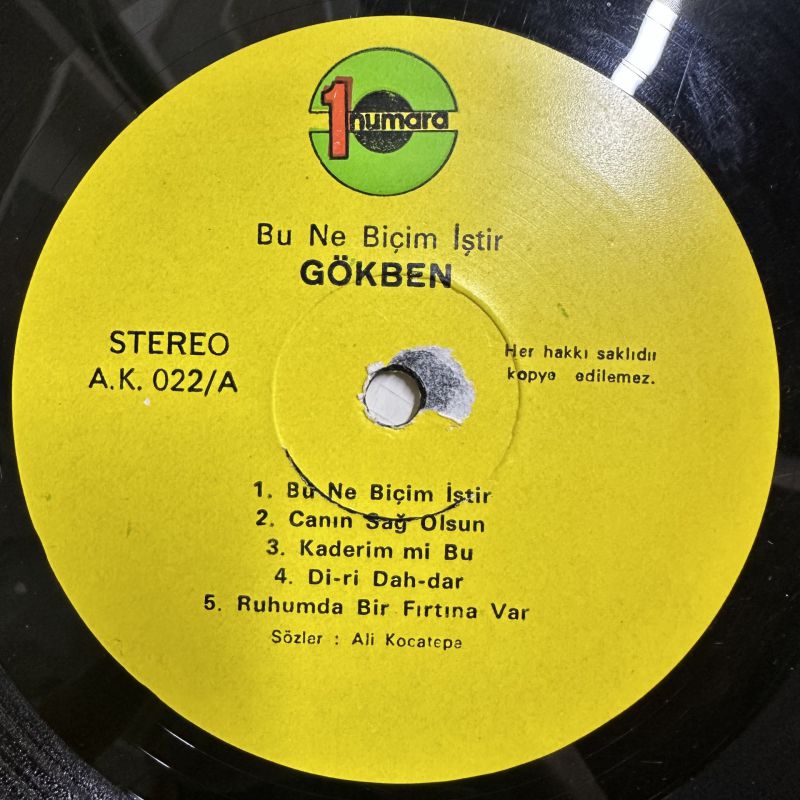 1 numara
Bu Ne Biçim İştir
GÖKBEN
STEREO
A.K. 022/A
Her hakkı saklıdır
kopye edilemez.
1. Bu Ne Biçim İştir
2. Canın Sağ Olsun
3. Kaderim mi Bu
4. Di-ri Dah-dar
5. Ruhumda Bir Fırtına Var
Sözler : Ali Kocatepe